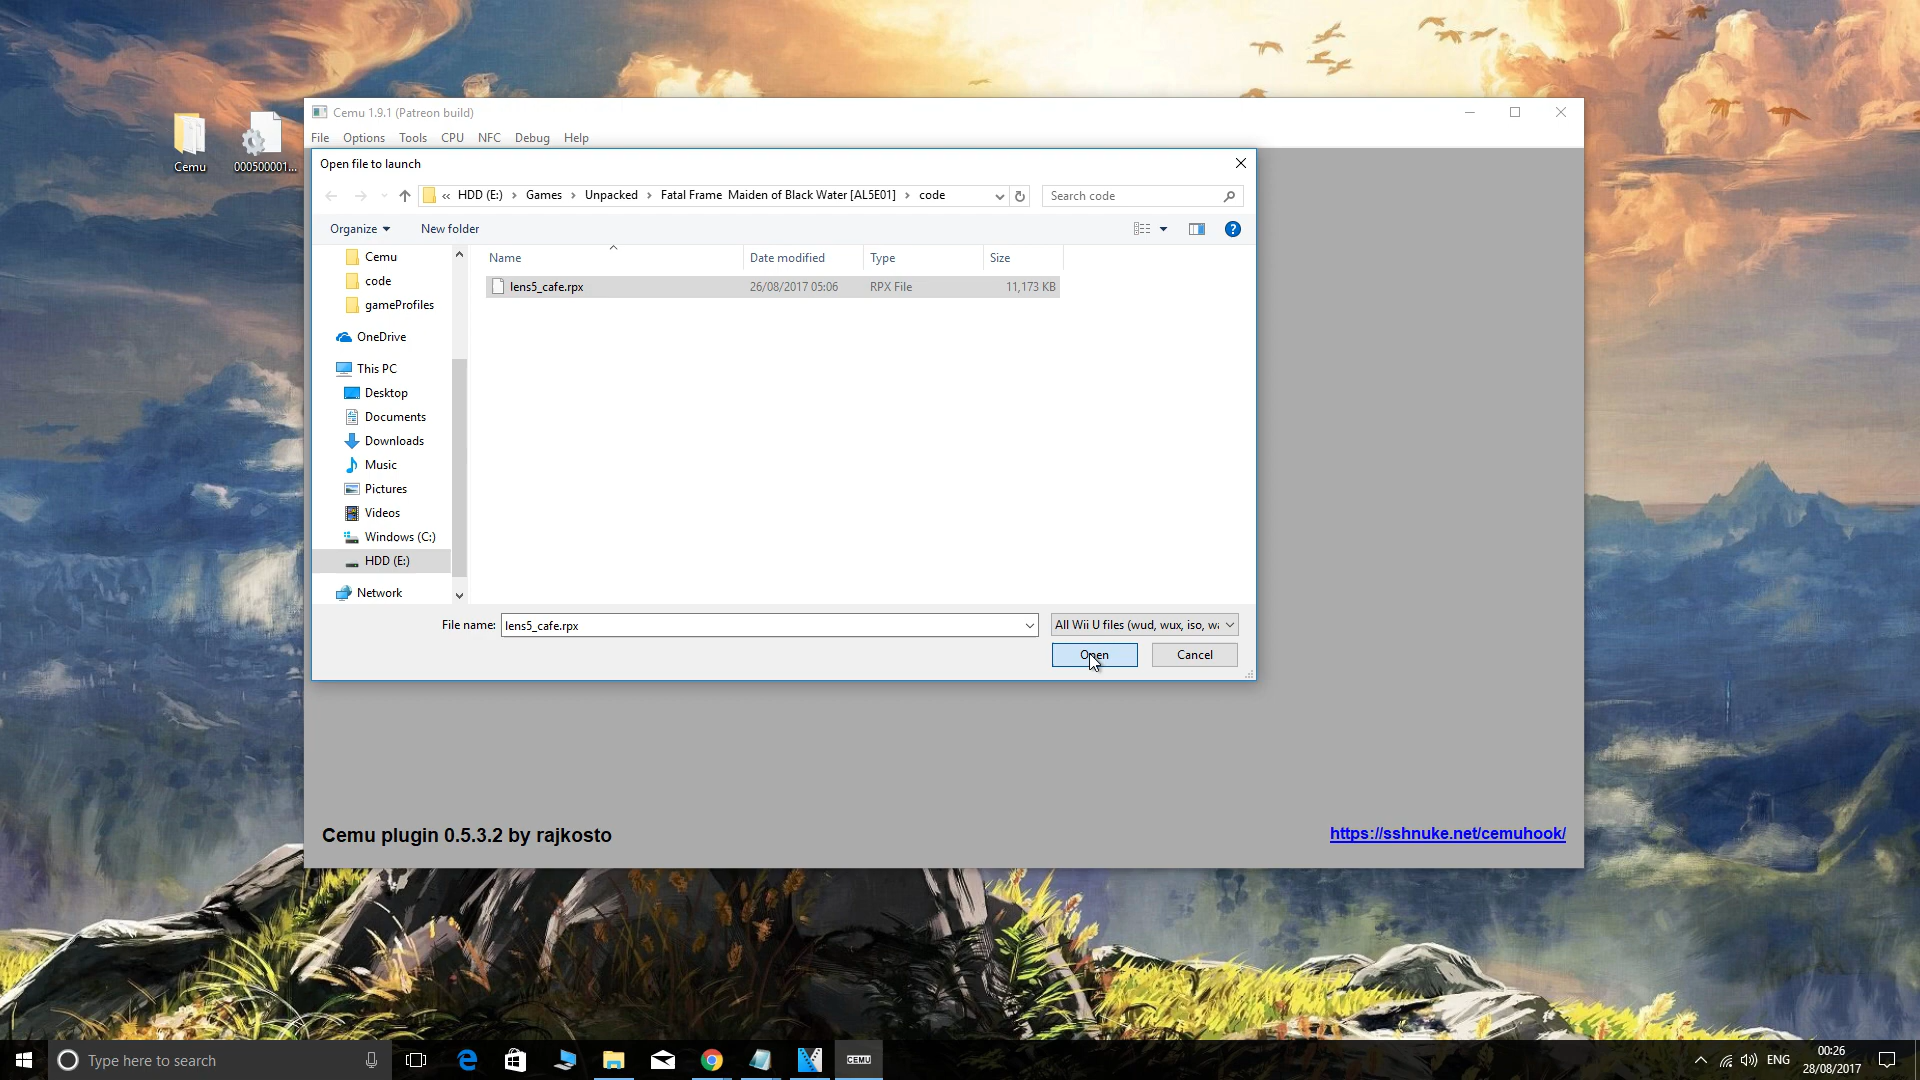 Cemu
000500001...
Cemu 1.9.1 (Patreon build)
File Options Tools CPU NFC Debug Help
Open file to launch
« HDD (E:) › Games › Unpacked › Fatal Frame Maiden of Black Water [AL5E01] › code
Search code
Organize
New folder
?
Cemu
code
gameProfiles
OneDrive
This PC
Desktop
Documents
Downloads
Music
Pictures
Videos
Windows (C:)
HDD (E:)
Network
Name Date modified Type Size
lens5_cafe.rpx 26/08/2017 05:06 RPX File 11,173 KB
File name: lens5_cafe.rpx
All Wii U files (wud, wux, iso, wa
Open
Cancel
Cemu plugin 0.5.3.2 by rajkosto
https://sshnuke.net/cemuhook/
Type here to search
CEMU
ENG
00:26
28/08/2017